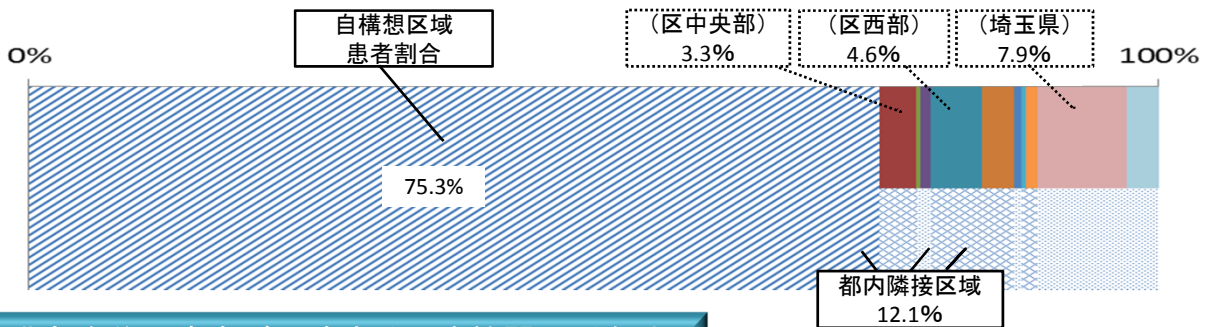 自構想区域
患者割合
（区中央部）
3.3%
（区西部）
4.6%
（埼玉県）
7.9%
0%
100%
75.3%
都内隣接区域
12.1%